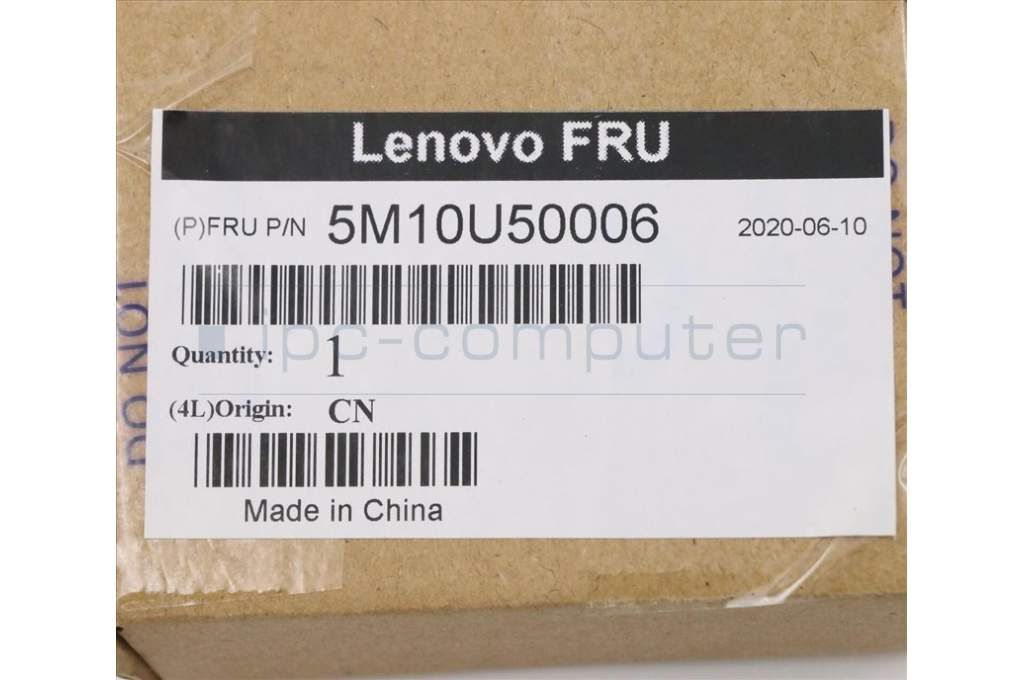 Lenovo FRU
(P)FRU P/N 5M10U50006 2020-06-10
ipc-computer
Quantity: 1
(4L)Origin: CN
Made in China
DO NOT
DO NOT